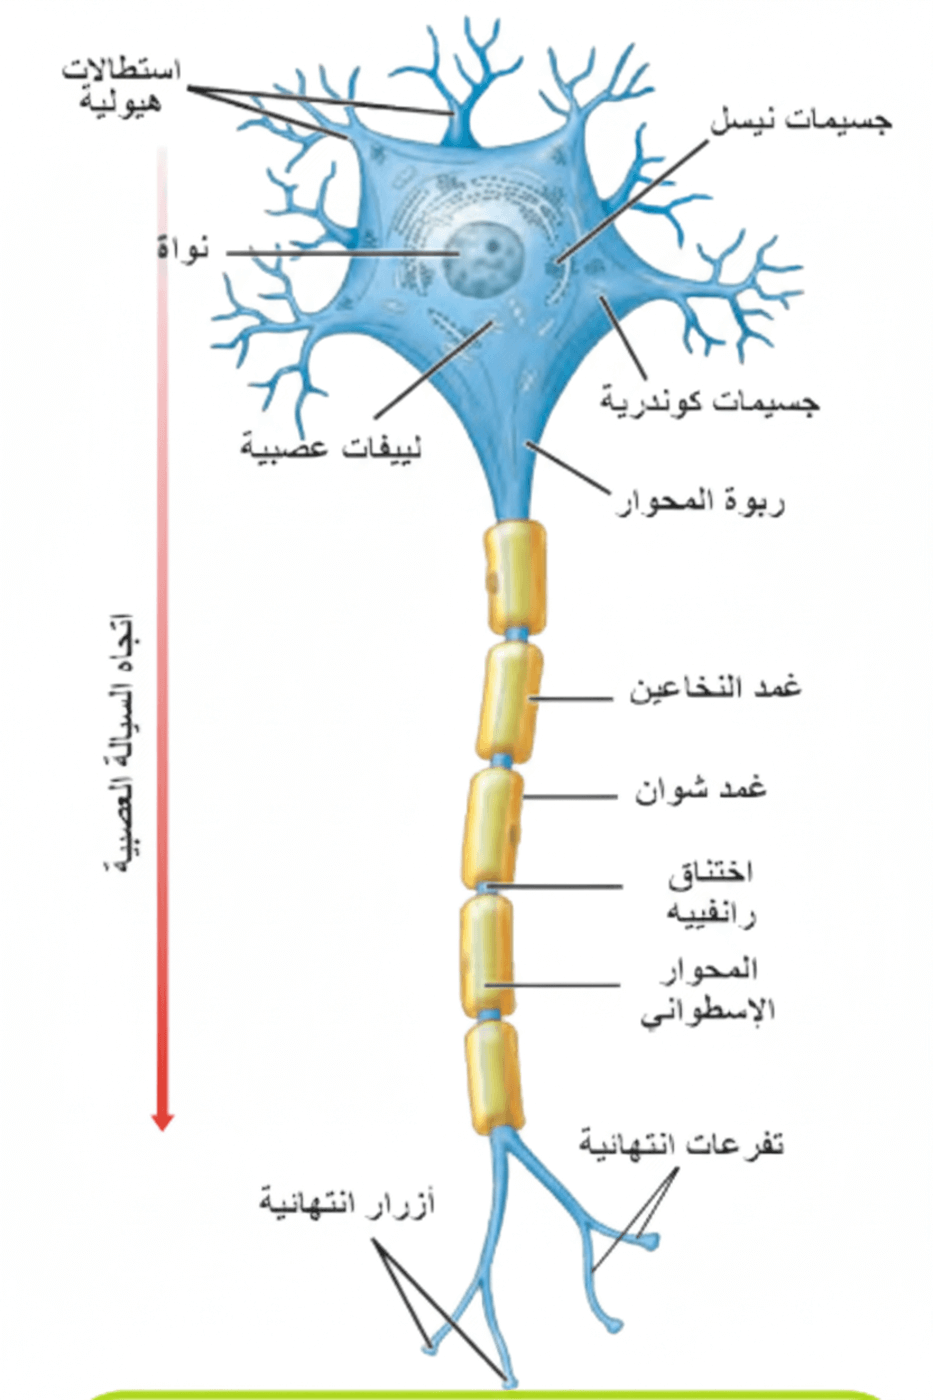 استطالات
هيولية
جسيمات نيسل
نواة
جسيمات كوندرية
لييفات عصبية
ربوة المحوار
اتجاه السيالة العصبية
غمد النخاعين
غمد شوان
اختناق
رانفييه
المحوار
الإسطواني
تفرعات انتهائية
أزرار انتهائية